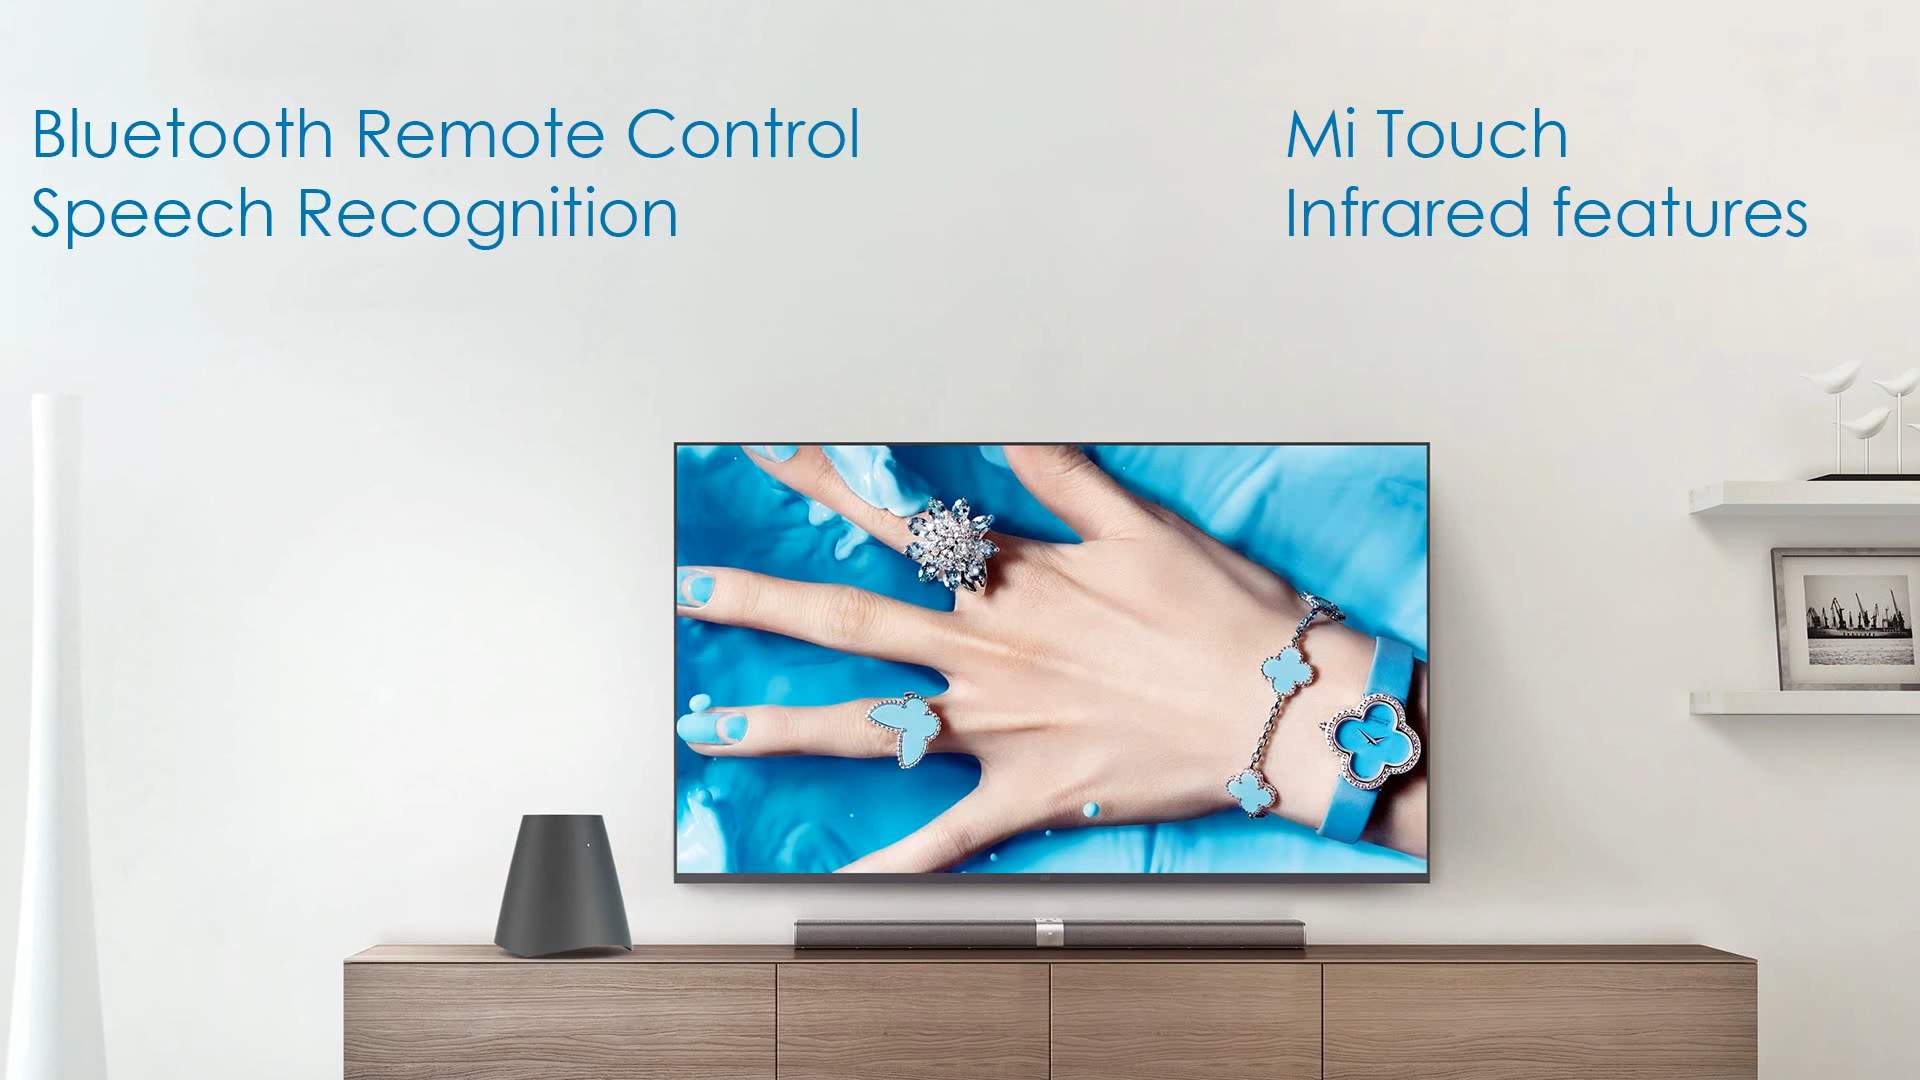 Bluetooth Remote Control
Speech Recognition
Mi Touch
Infrared features